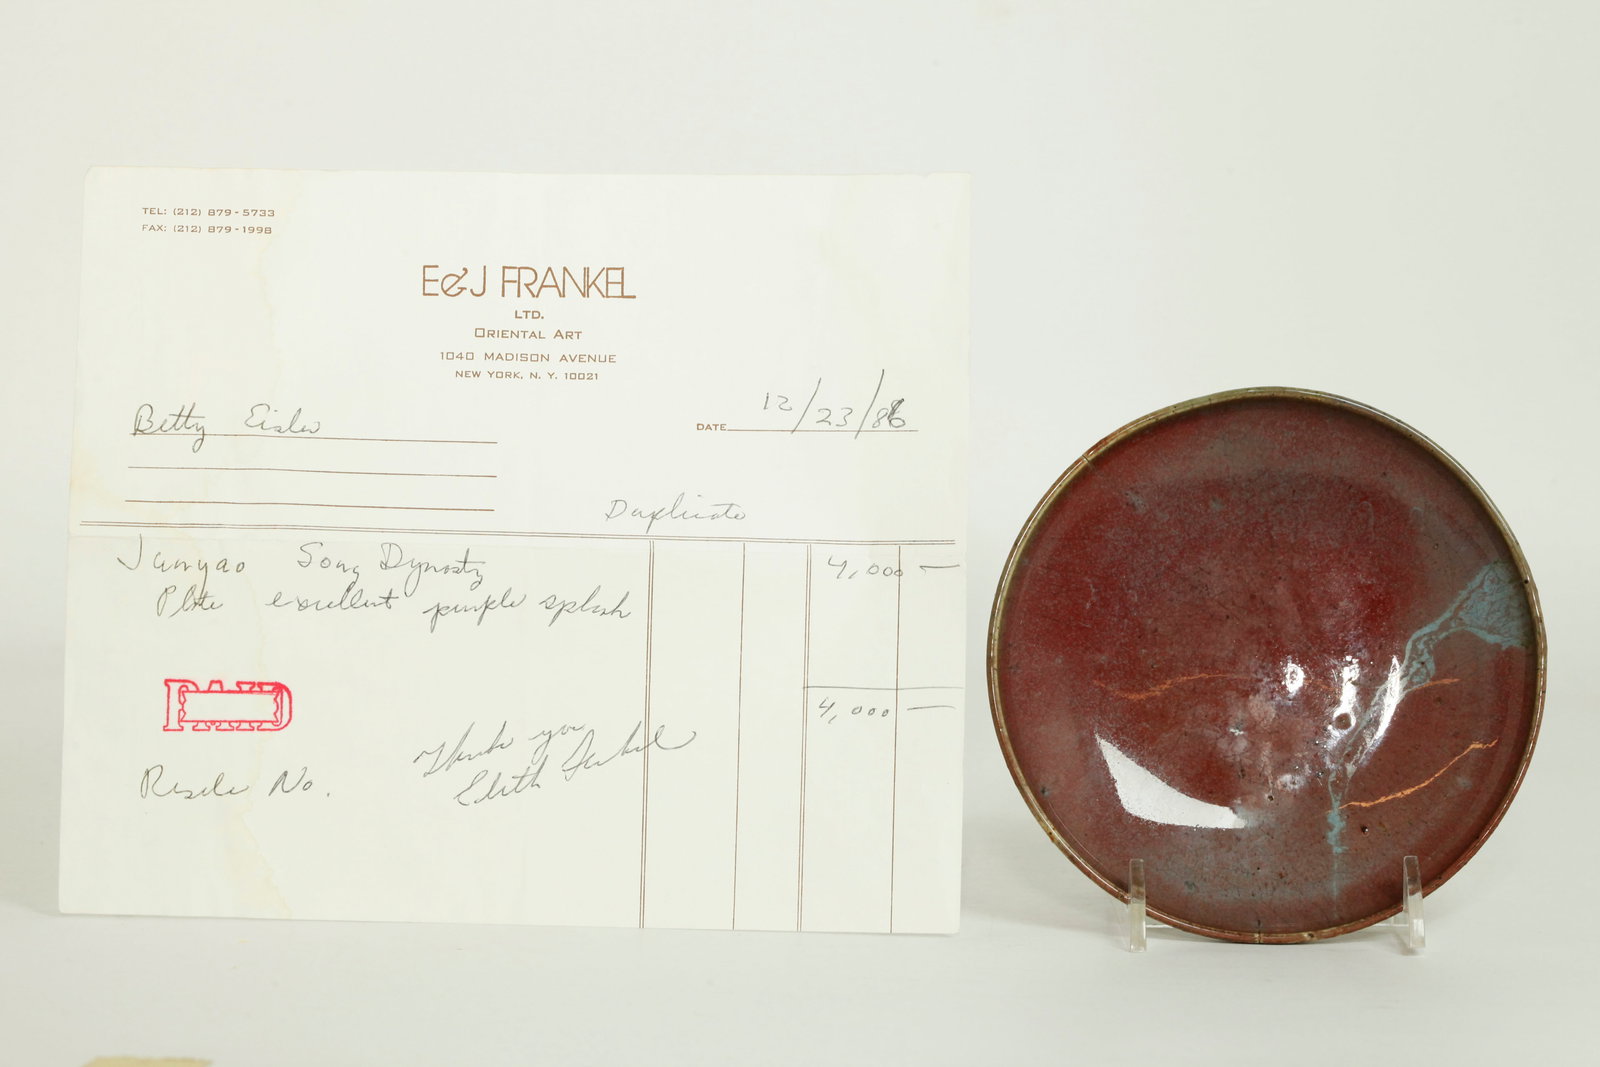 TEL: (212) 879-5733
FAX: (212) 879-1998
E&J FRANKEL
LTD.
ORIENTAL ART
1040 MADISON AVENUE
NEW YORK, N. Y. 10021
Betty Eisler
DATE 12/23/86
Duplicate
Junyao Song Dynasty 4,000 —
Plate excellent purple splash
PAID
4,000 —
Thank you
Edith Frankel
Resale No.